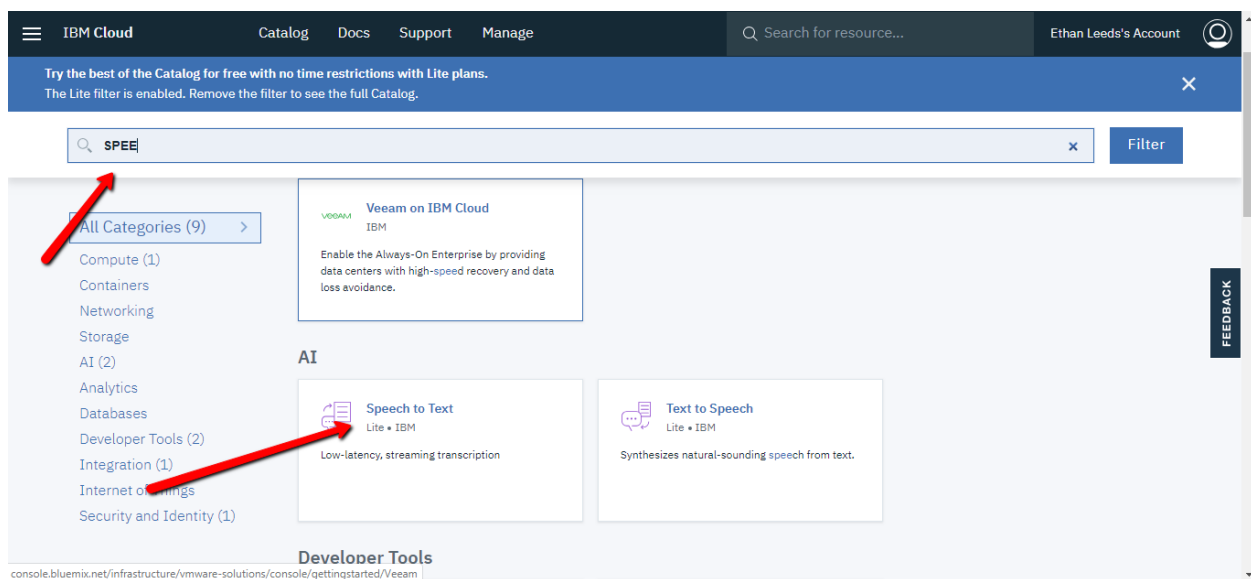 IBM Cloud
Catalog
Docs
Support
Manage
Search for resource...
Ethan Leeds's Account
Try the best of the Catalog for free with no time restrictions with Lite plans.
The Lite filter is enabled. Remove the filter to see the full Catalog.
SPEE
Filter
All Categories (9)
Compute (1)
Containers
Networking
Storage
AI (2)
Analytics
Databases
Developer Tools (2)
Integration (1)
Internet of Things
Security and Identity (1)
veeAM
Veeam on IBM Cloud
IBM
Enable the Always-On Enterprise by providing
data centers with high-speed recovery and data
loss avoidance.
AI
Speech to Text
Lite • IBM
Low-latency, streaming transcription
Text to Speech
Lite • IBM
Synthesizes natural-sounding speech from text.
Developer Tools
FEEDBACK
console.bluemix.net/infrastructure/vmware-solutions/console/gettingstarted/Veeam